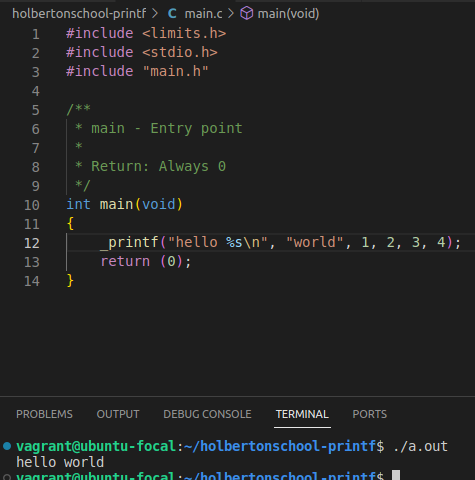 holbertonschool-printf > C main.c > main(void)
1 #include <limits.h>
2 #include <stdio.h>
3 #include "main.h"
4
5 /**
6  * main - Entry point
7  *
8  * Return: Always 0
9  */
10 int main(void)
11 {
12     _printf("hello %s\n", "world", 1, 2, 3, 4);
13     return (0);
14 }
PROBLEMS OUTPUT DEBUG CONSOLE TERMINAL PORTS
vagrant@ubuntu-focal:~/holbertonschool-printf$ ./a.out
hello world
vagrant@ubuntu-focal:~/holbertonschool-printf$